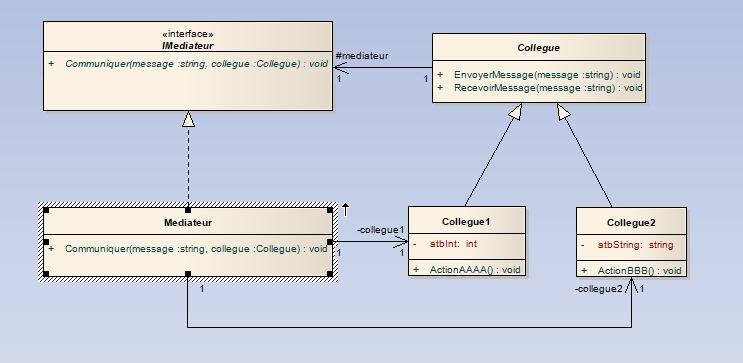 «interface»
IMediateur
+ Communiquer(message :string, collegue :Collegue) : void
#mediateur
1
1
Collegue
+ EnvoyerMessage(message :string) : void
+ RecevoirMessage(message :string) : void
Mediateur
+ Communiquer(message :string, collegue :Collegue) : void
-collegue1
1
1
Collegue1
- atbInt: int
+ ActionAAAA() : void
Collegue2
- atbString: string
+ ActionBBB() : void
1
-collegue2
1